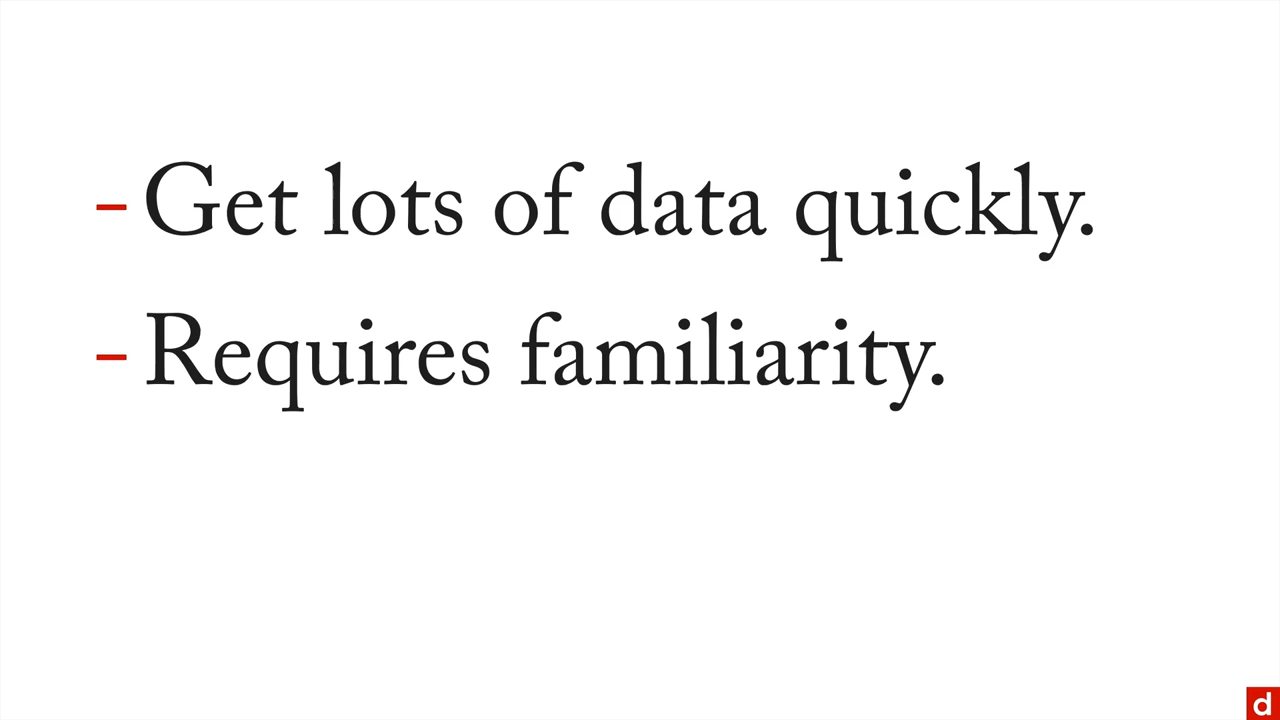 - Get lots of data quickly.
- Requires familiarity.
d